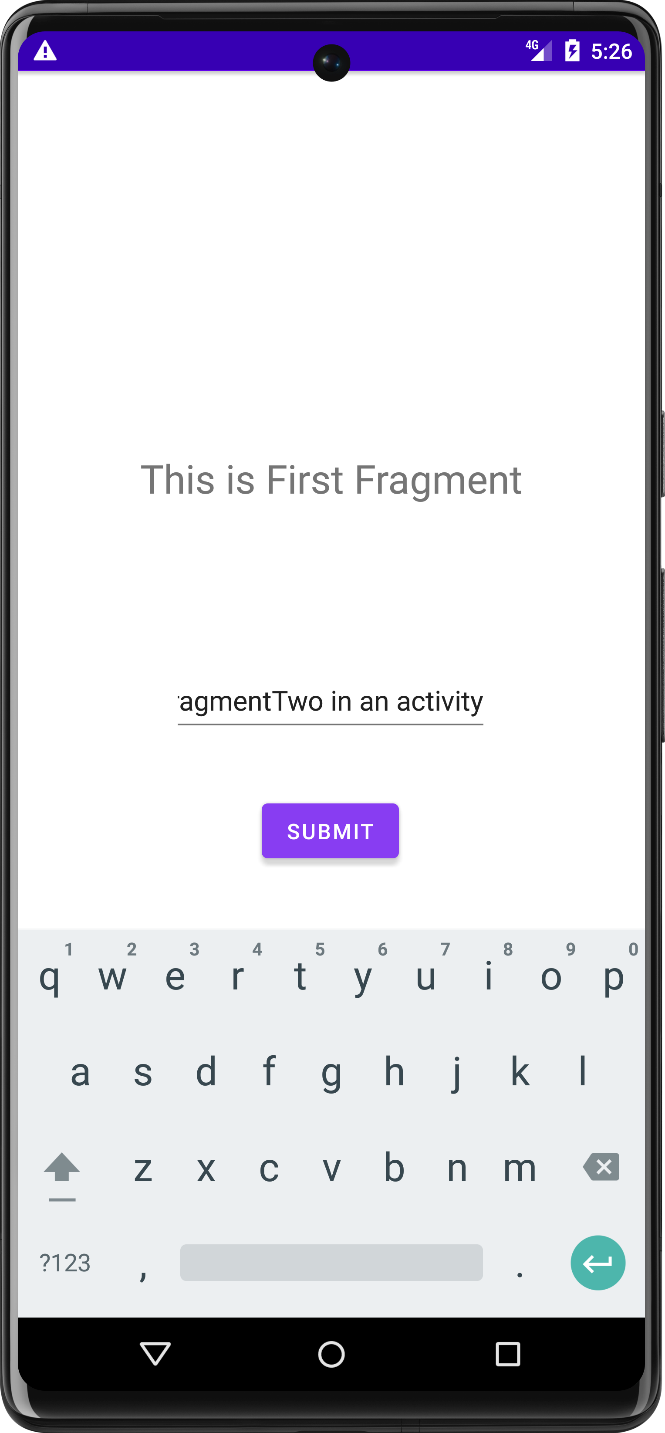 4G 5:26
This is First Fragment
ragmentTwo in an activity
SUBMIT
1 2 3 4 5 6 7 8 9 0
q w e r t y u i o p
a s d f g h j k l
z x c v b n m
?123 , .